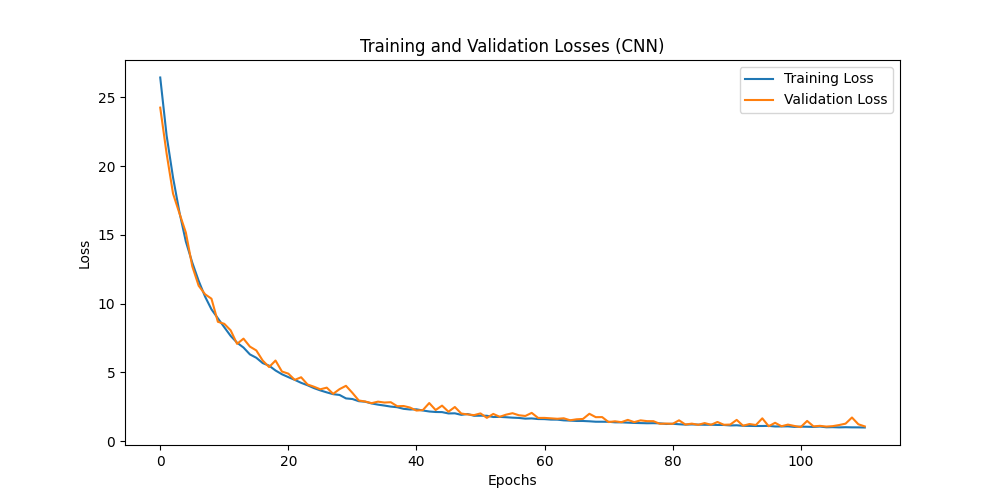 Training and Validation Losses (CNN)
Training Loss
Validation Loss
25
20
15
10
5
0
Loss
0 20 40 60 80 100
Epochs